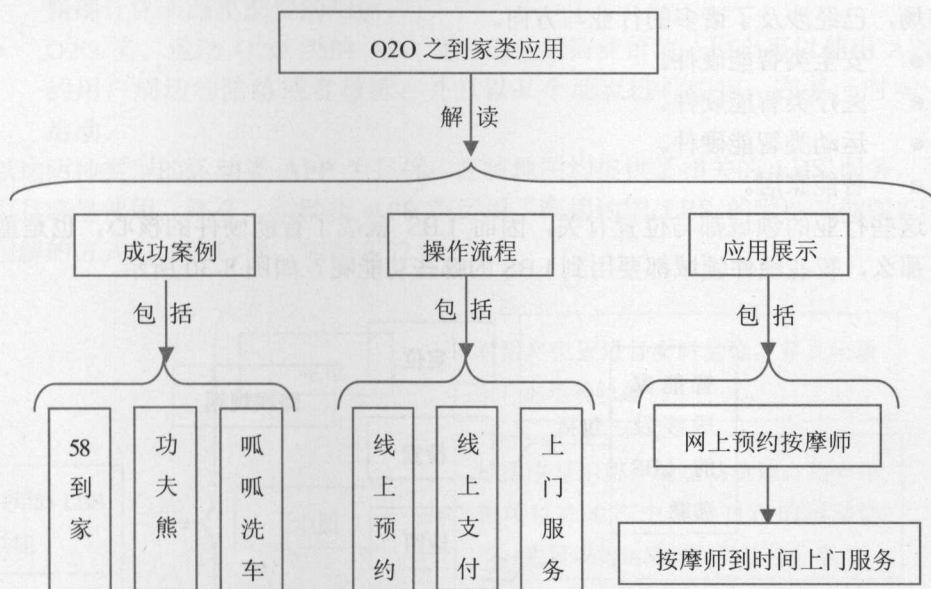 O2O 之到家类应用
解读
成功案例
操作流程
应用展示
包括
包括
包括
58到家
功夫熊
呱呱洗车
线上预约
线上支付
上门服务
网上预约按摩师
按摩师到时间上门服务